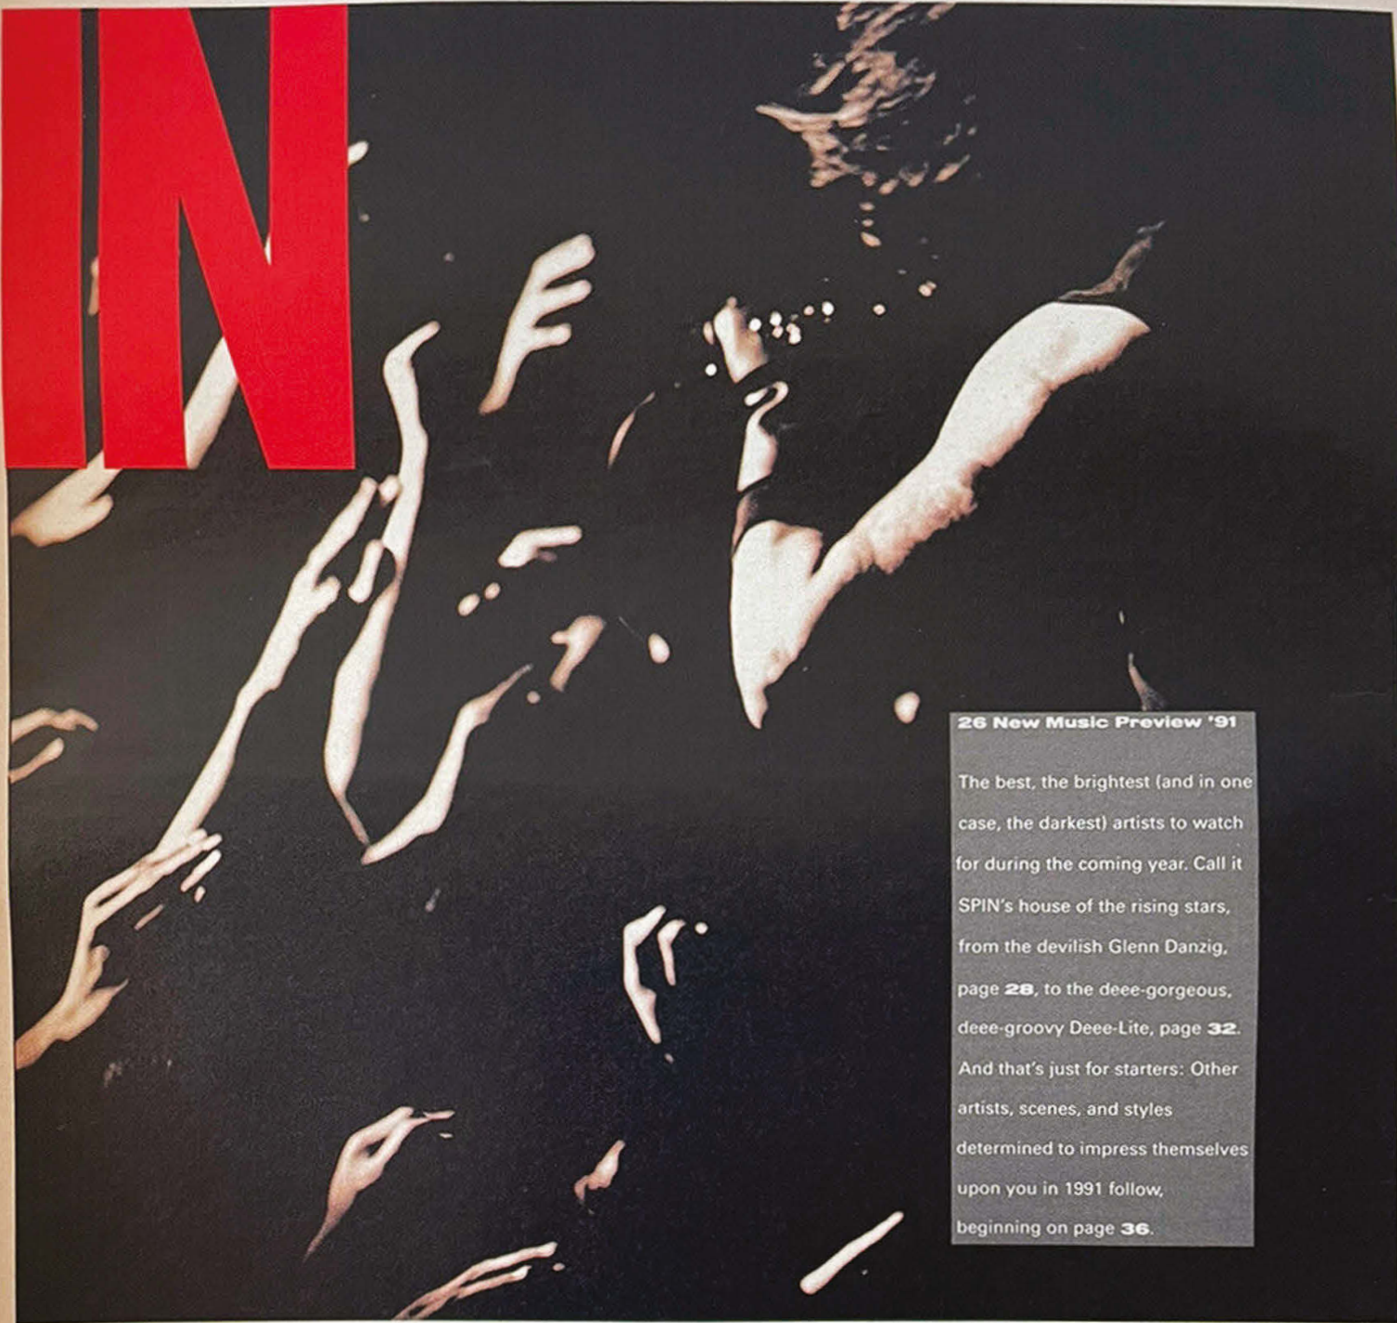 IN
26 New Music Preview '91
The best, the brightest (and in one
case, the darkest) artists to watch
for during the coming year. Call it
SPIN's house of the rising stars,
from the devilish Glenn Danzig,
page 28, to the deee-gorgeous,
deee-groovy Deee-Lite, page 32.
And that's just for starters: Other
artists, scenes, and styles
determined to impress themselves
upon you in 1991 follow,
beginning on page 36.